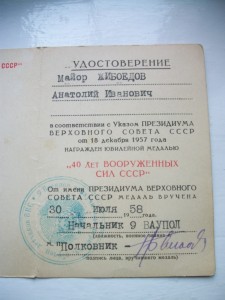 СССР"
УДОСТОВЕРЕНИЕ
Майор ЖИБОЕДОВ
Анатолий Иванович
в соответствии с Указом ПРЕЗИДИУМА
ВЕРХОВНОГО СОВЕТА СССР
от 18 декабря 1957 года
НАГРАЖДЕН ЮБИЛЕЙНОЙ МЕДАЛЬЮ
"40 ЛЕТ ВООРУЖЕННЫХ
СИЛ СССР"
От имени ПРЕЗИДИУМА ВЕРХОВНОГО
СОВЕТА СССР МЕДАЛЬ ВРУЧЕНА
30 июля 1958 года.
Начальник 9 ВАУПОЛ
М. П.
Полковник